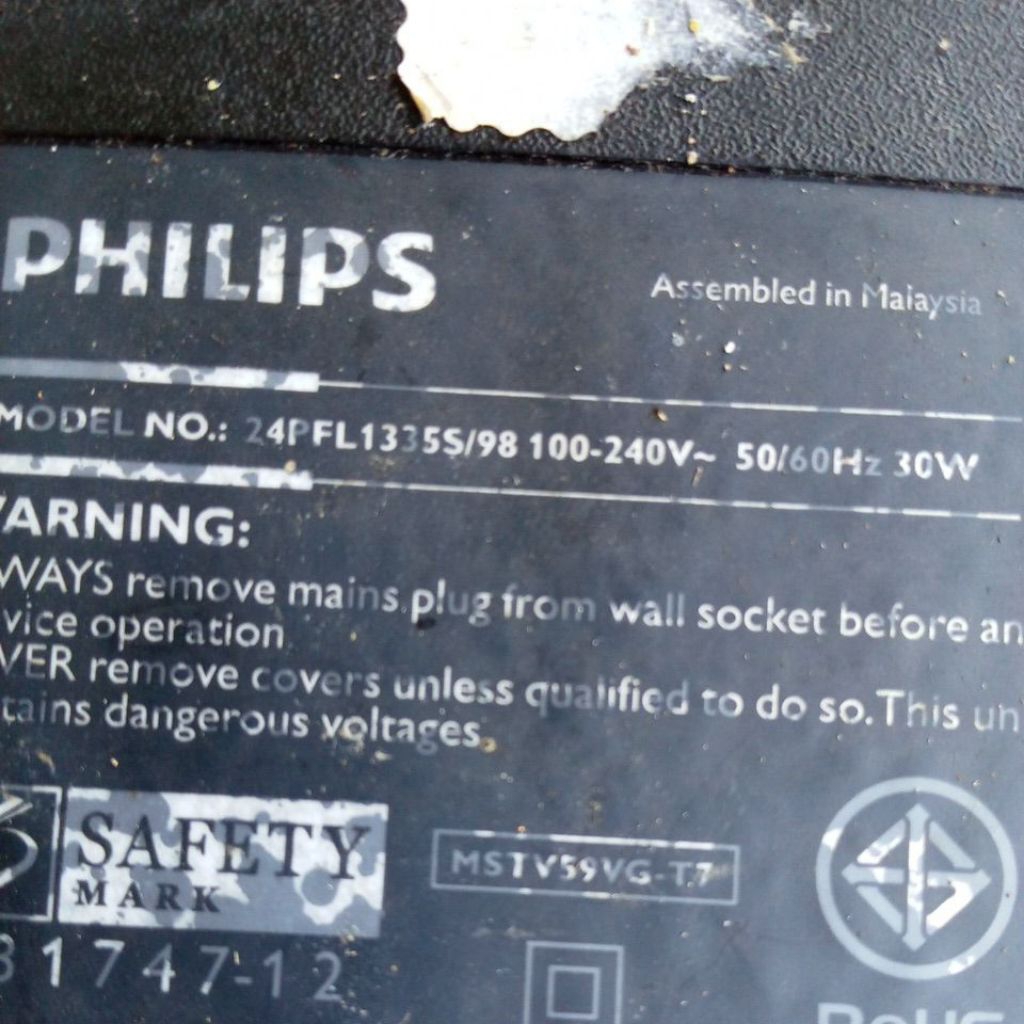 PHILIPS
Assembled in Malaysia
MODEL NO.: 24PFL1335S/98 100-240V~ 50/60Hz 30W
WARNING:
WAYS remove mains plug from wall socket before an
vice operation
VER remove covers unless qualified to do so. This un
tains dangerous voltages.
SAFETY
MARK
MSTV59VG-T7
31747-12
RoHS